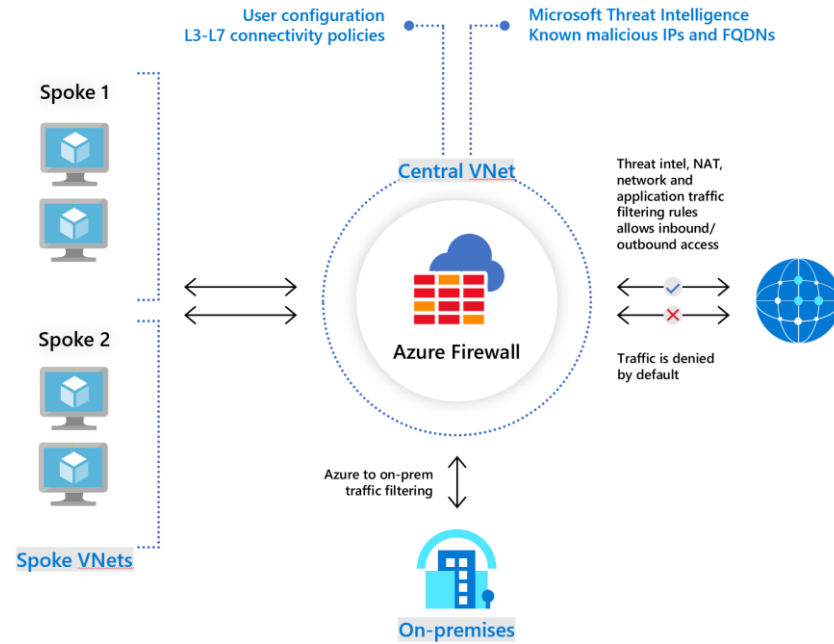 User configuration
L3-L7 connectivity policies
Microsoft Threat Intelligence
Known malicious IPs and FQDNs
Spoke 1
Central VNet
Threat intel, NAT,
network and
application traffic
filtering rules
allows inbound/
outbound access
Spoke 2
Azure Firewall
Traffic is denied
by default
Azure to on-prem
traffic filtering
Spoke VNets
On-premises